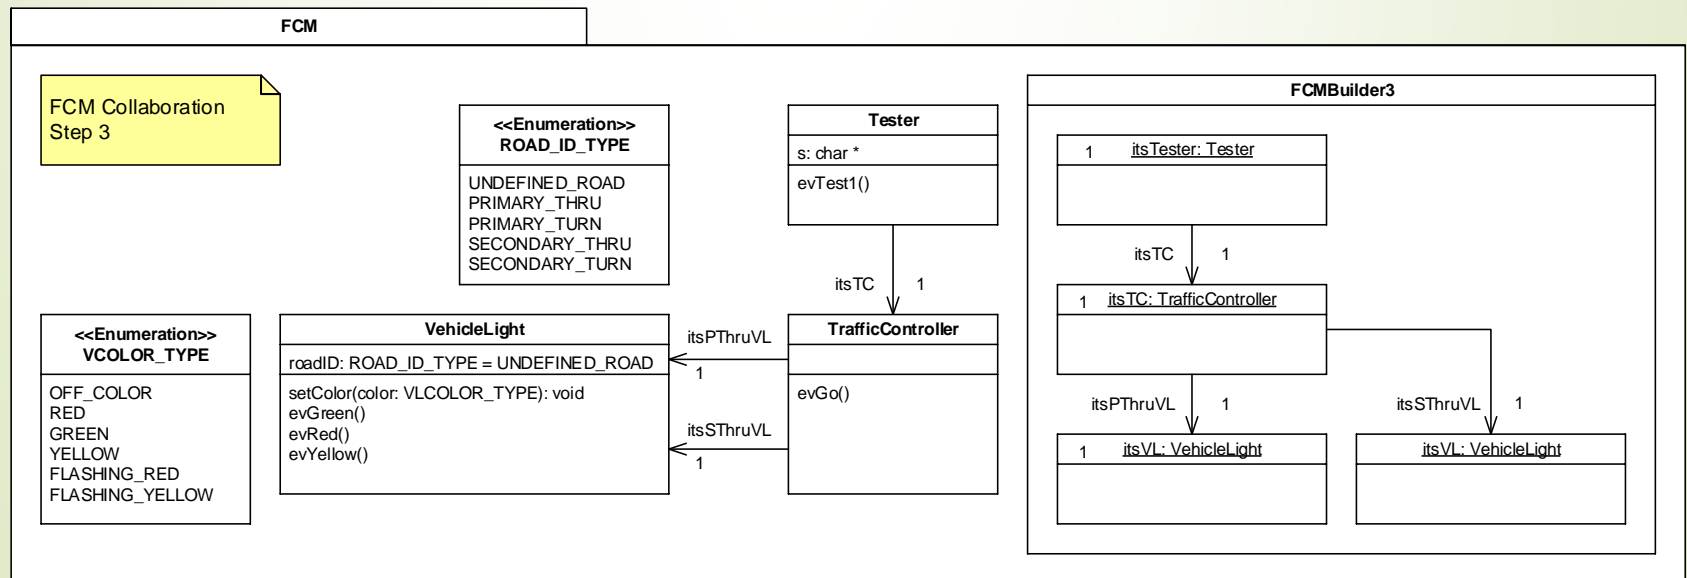 FCM
FCM Collaboration
Step 3
<<Enumeration>>
ROAD_ID_TYPE
UNDEFINED_ROAD
PRIMARY_THRU
PRIMARY_TURN
SECONDARY_THRU
SECONDARY_TURN
Tester
s: char *
evTest1()
itsTC 1
<<Enumeration>>
VCOLOR_TYPE
OFF_COLOR
RED
GREEN
YELLOW
FLASHING_RED
FLASHING_YELLOW
VehicleLight
roadID: ROAD_ID_TYPE = UNDEFINED_ROAD
setColor(color: VLCOLOR_TYPE): void
evGreen()
evRed()
evYellow()
itsPThruVL
1
itsSThruVL
1
TrafficController
evGo()
FCMBuilder3
1 itsTester: Tester
itsTC 1
1 itsTC: TrafficController
itsPThruVL 1
itsSThruVL 1
1 itsVL: VehicleLight
itsVL: VehicleLight